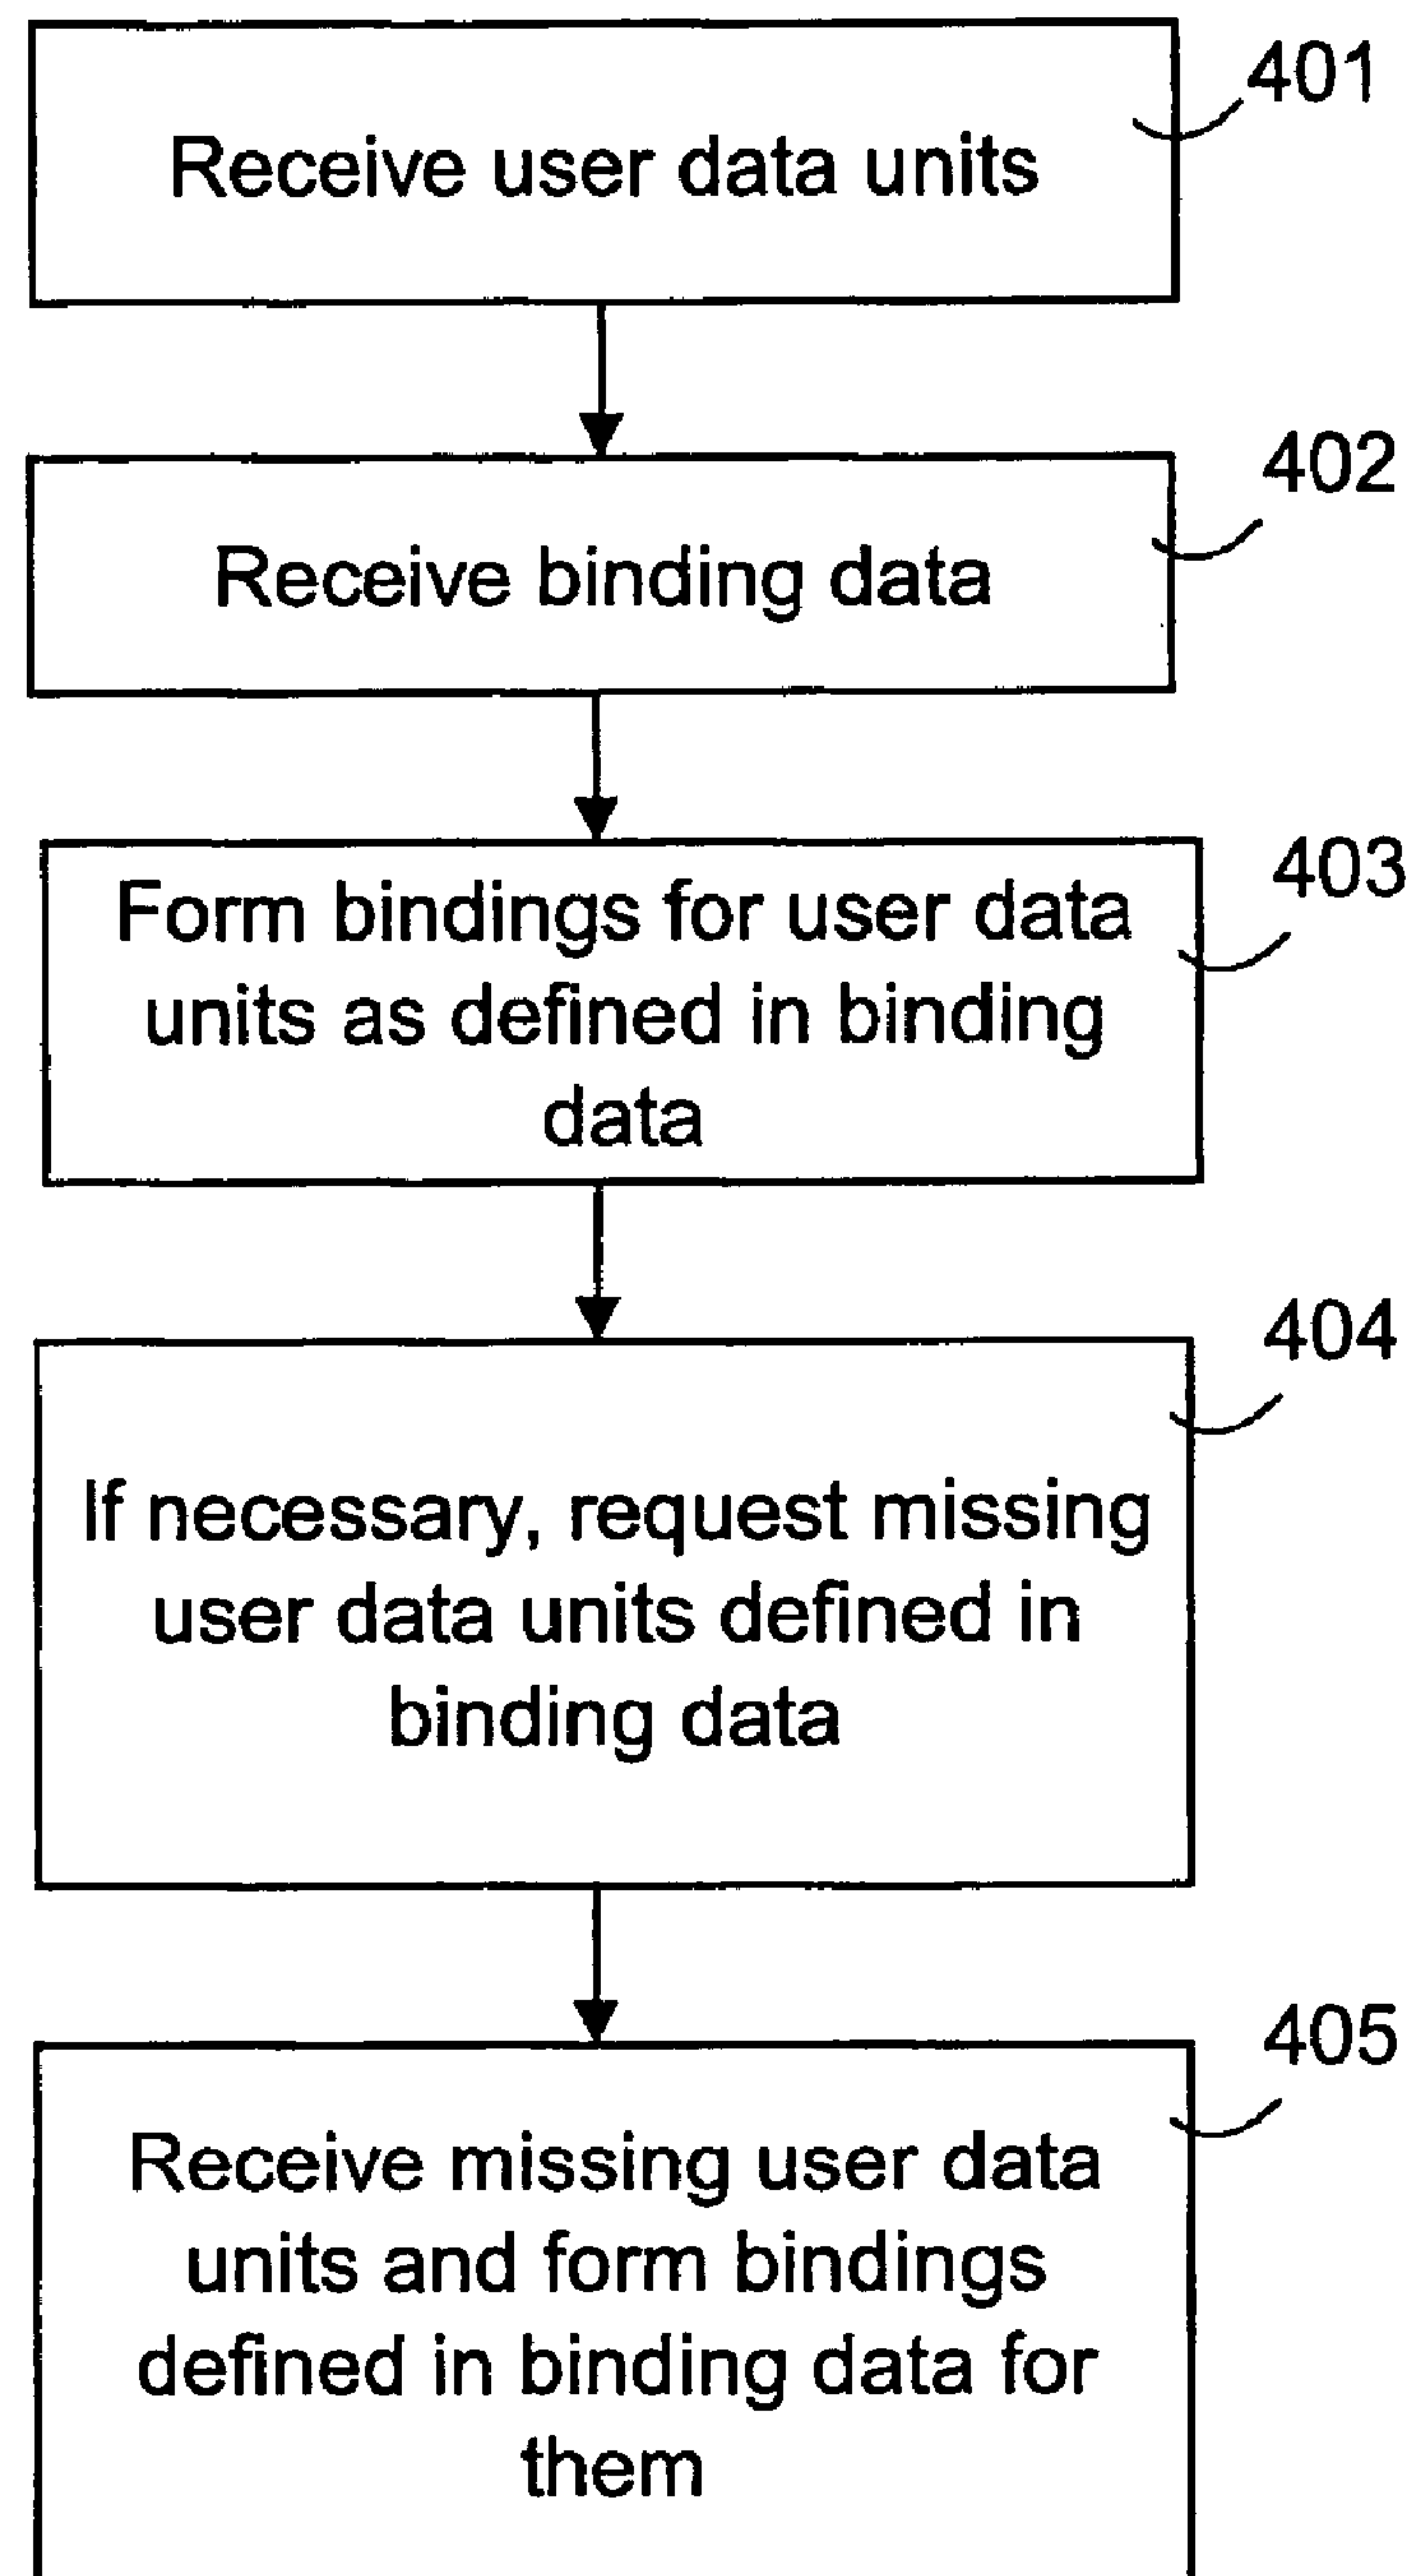 401
Receive user data units
402
Receive binding data
403
Form bindings for user data
units as defined in binding
data
404
If necessary, request missing
user data units defined in
binding data
405
Receive missing user data
units and form bindings
defined in binding data for
them